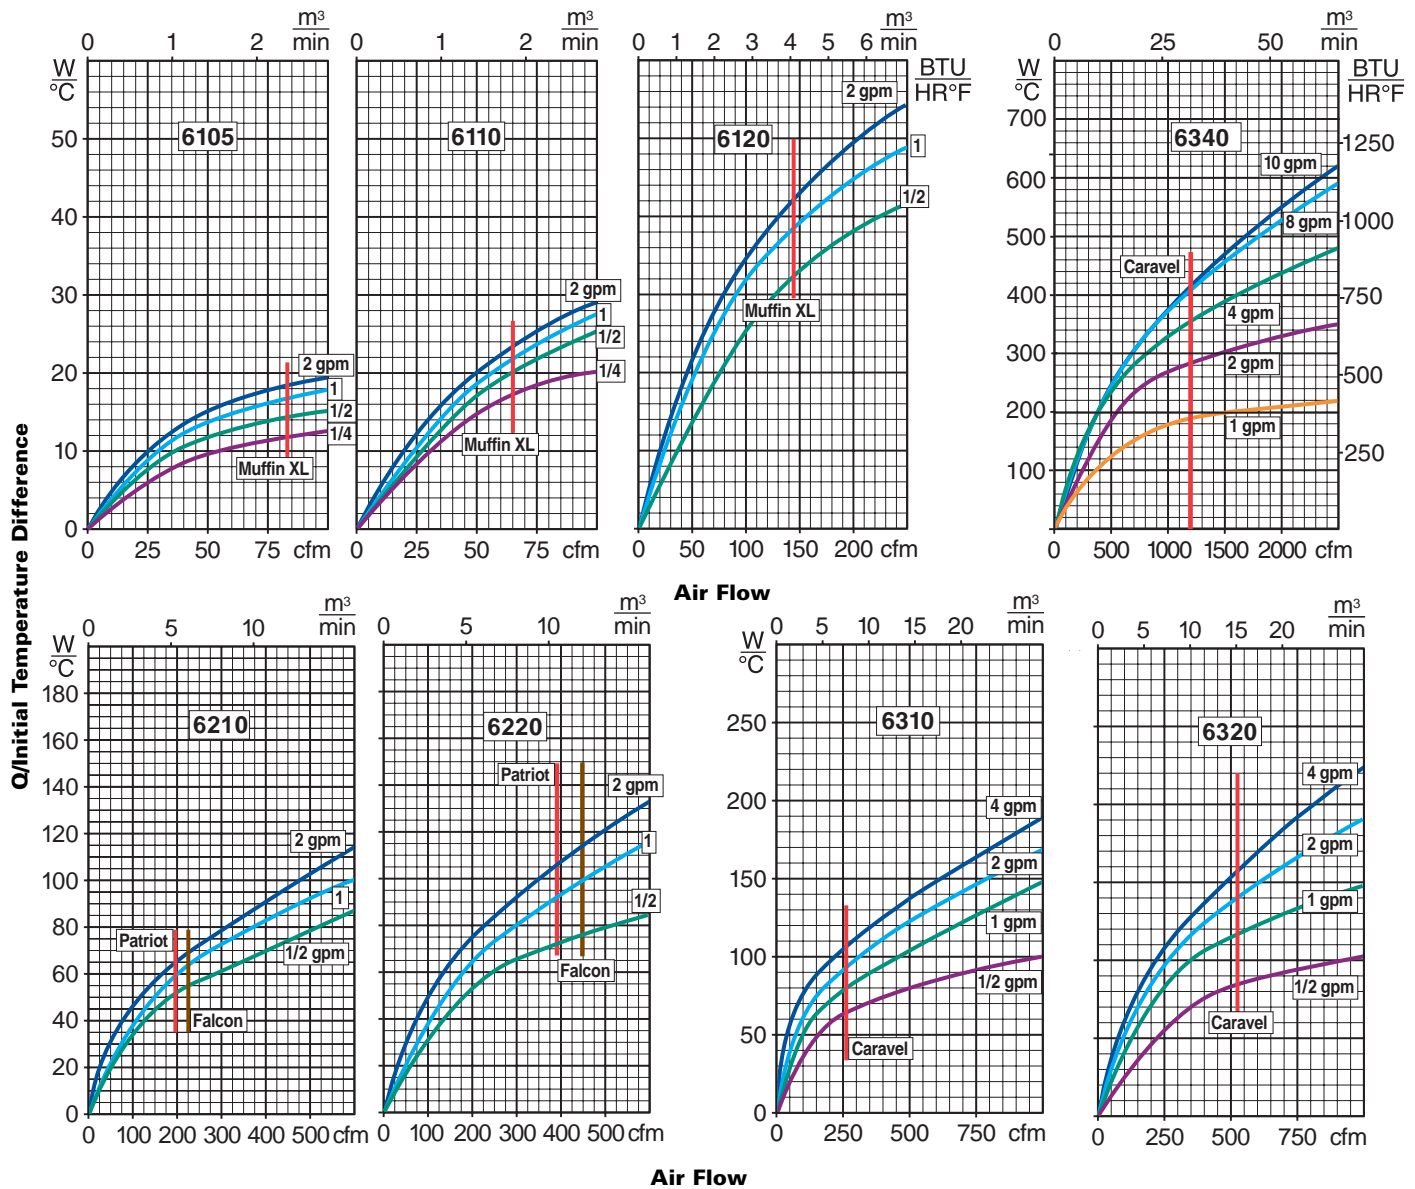 m³ m³ m³ m³
0 1 2 min 0 1 2 min 0 1 2 3 4 5 6 min 0 25 50 min
W BTU W BTU
°C HR°F °C HR°F
2 gpm
700
50 6105 6110 6120 1 6340 1250
10 gpm
600
1/2
40 8 gpm 1000
500
Caravel
30 2 gpm 400 750
1 Muffin XL 4 gpm
1/2
300
2 gpm 1/4 2 gpm 500
20
1
1/2 200
1/4 1 gpm
10 Muffin XL Muffin XL 250
100
0
0 25 50 75 cfm 0 25 50 75 cfm 0 50 100 150 200 cfm 0 500 1000 1500 2000 cfm
Air Flow
Q/Initial Temperature Difference
m³ m³ m³ m³
0 5 10 min 0 5 10 min 0 5 10 15 20 min 0 5 10 15 20 min
W W
°C °C
180
6210 6220 250 6310 6320
160
Patriot 4 gpm
140 2 gpm 200 4 gpm
120
2 gpm 1 2 gpm
150 2 gpm
100
1 1/2 1 gpm
80 1 gpm
Patriot 100
1/2 gpm Falcon 1/2 gpm 1/2 gpm
60
40 Falcon 50 Caravel Caravel
20
0 0
0 100 200 300 400 500 cfm 0 100 200 300 400 500 cfm 0 250 500 750 cfm 0 250 500 750 cfm
Air Flow